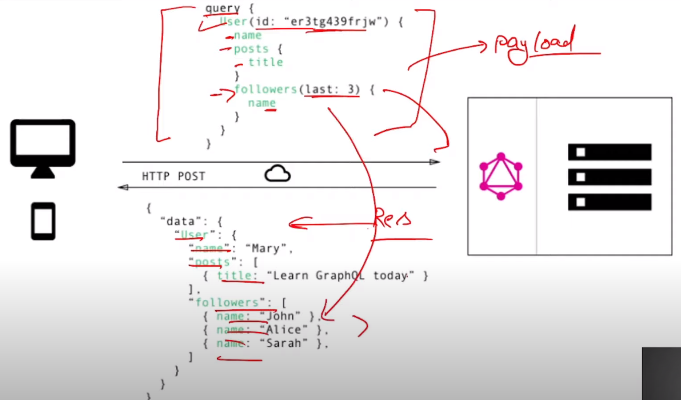 query {
User(id: "er3tg439frjw") {
name
posts {
title
}
followers(last: 3) {
name
}
}
}
payload
HTTP POST
{
"data": {
"User": {
"name": "Mary",
"posts": [
{ title: "Learn GraphQL today" }
],
"followers": [
{ name: "John" },
{ name: "Alice" },
{ name: "Sarah" },
]
}
}
}
Res